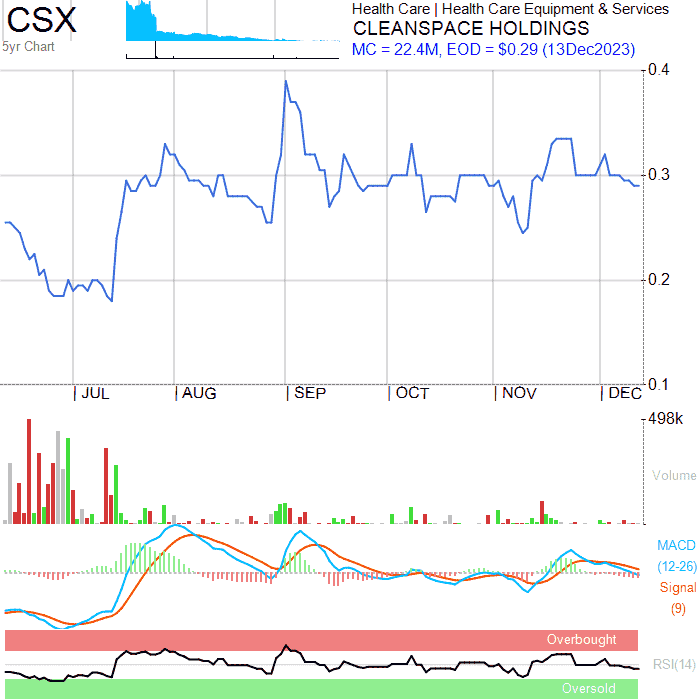 CSX
5yr Chart
Health Care | Health Care Equipment & Services
CLEANSPACE HOLDINGS
MC = 22.4M, EOD = $0.29 (13Dec2023)
0.4
0.3
0.2
0.1
| JUL | AUG | SEP | OCT | NOV | DEC
498k
Volume
MACD
(12-26)
Signal
(9)
Overbought
RSI(14)
Oversold